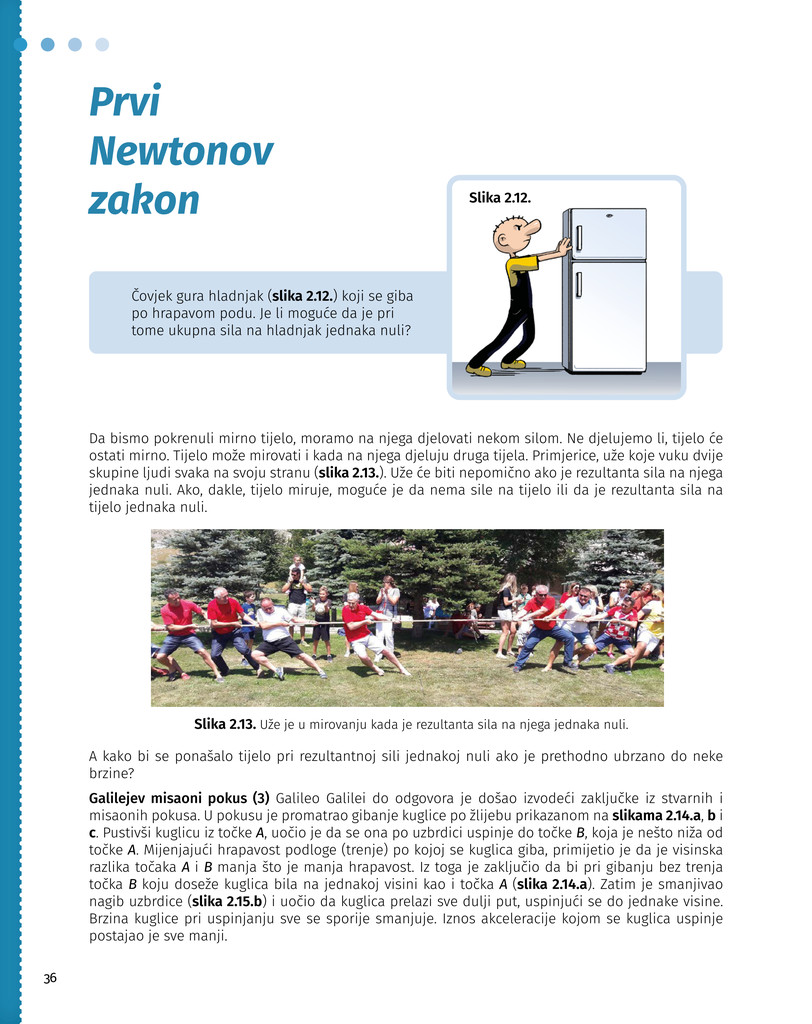 Prvi
Newtonov
zakon
Slika 2.12.
Čovjek gura hladnjak (slika 2.12.) koji se giba
po hrapavom podu. Je li moguće da je pri
tome ukupna sila na hladnjak jednaka nuli?
Da bismo pokrenuli mirno tijelo, moramo na njega djelovati nekom silom. Ne djelujemo li, tijelo će
ostati mirno. Tijelo može mirovati i kada na njega djeluju druga tijela. Primjerice, uže koje vuku dvije
skupine ljudi svaka na svoju stranu (slika 2.13.). Uže će biti nepomično ako je rezultanta sila na njega
jednaka nuli. Ako, dakle, tijelo miruje, moguće je da nema sile na tijelo ili da je rezultanta sila na
tijelo jednaka nuli.
Slika 2.13. Uže je u mirovanju kada je rezultanta sila na njega jednaka nuli.
A kako bi se ponašalo tijelo pri rezultantnoj sili jednakoj nuli ako je prethodno ubrzano do neke
brzine?
Galilejev misaoni pokus (3) Galileo Galilei do odgovora je došao izvodeći zaključke iz stvarnih i
misaonih pokusa. U pokusu je promatrao gibanje kuglice po žlijebu prikazanom na slikama 2.14.a, b i
c. Pustivši kuglicu iz točke A, uočio je da se ona po uzbrdici uspinje do točke B, koja je nešto niža od
točke A. Mijenjajući hrapavost podloge (trenje) po kojoj se kuglica giba, primijetio je da je visinska
razlika točaka A i B manja što je manja hrapavost. Iz toga je zaključio da bi pri gibanju bez trenja
točka B koju doseže kuglica bila na jednakoj visini kao i točka A (slika 2.14.a). Zatim je smanjivao
nagib uzbrdice (slika 2.15.b) i uočio da kuglica prelazi sve dulji put, uspinjući se do jednake visine.
Brzina kuglice pri uspinjanju sve se sporije smanjuje. Iznos akceleracije kojom se kuglica uspinje
postajao je sve manji.
36